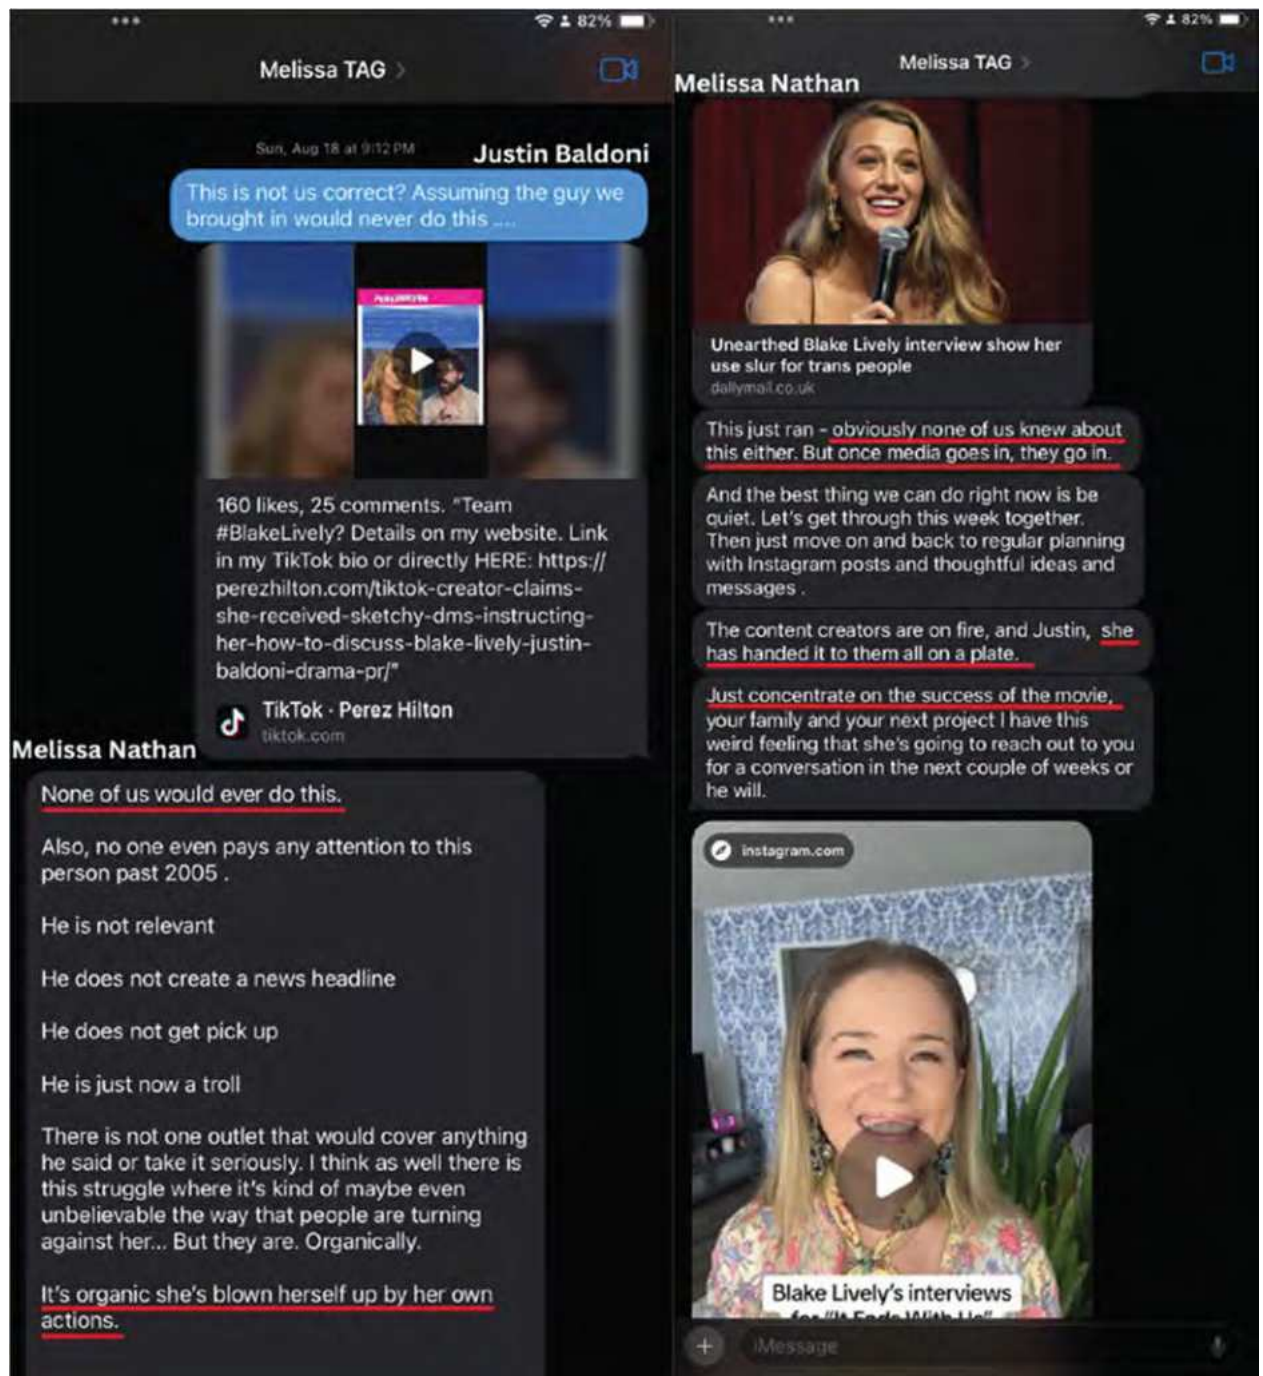 82%
Melissa TAG
Sun, Aug 18 at 9:12 PM
Justin Baldoni
This is not us correct? Assuming the guy we
brought in would never do this ....
160 likes, 25 comments. "Team
#BlakeLively? Details on my website. Link
in my TikTok bio or directly HERE: https://
perezhilton.com/tiktok-creator-claims-
she-received-sketchy-dms-instructing-
her-how-to-discuss-blake-lively-justin-
baldoni-drama-pr/"
TikTok · Perez Hilton
tiktok.com
Melissa Nathan
None of us would ever do this.
Also, no one even pays any attention to this
person past 2005 .
He is not relevant
He does not create a news headline
He does not get pick up
He is just now a troll
There is not one outlet that would cover anything
he said or take it seriously. I think as well there is
this struggle where it's kind of maybe even
unbelievable the way that people are turning
against her... But they are. Organically.
It's organic she's blown herself up by her own
actions.
82%
Melissa TAG
Melissa Nathan
Unearthed Blake Lively interview show her
use slur for trans people
dailymail.co.uk
This just ran - obviously none of us knew about
this either. But once media goes in, they go in.
And the best thing we can do right now is be
quiet. Let's get through this week together.
Then just move on and back to regular planning
with Instagram posts and thoughtful ideas and
messages .
The content creators are on fire, and Justin, she
has handed it to them all on a plate.
Just concentrate on the success of the movie,
your family and your next project I have this
weird feeling that she's going to reach out to you
for a conversation in the next couple of weeks or
he will.
instagram.com
Blake Lively's interviews
for "It Ends With Us"
iMessage